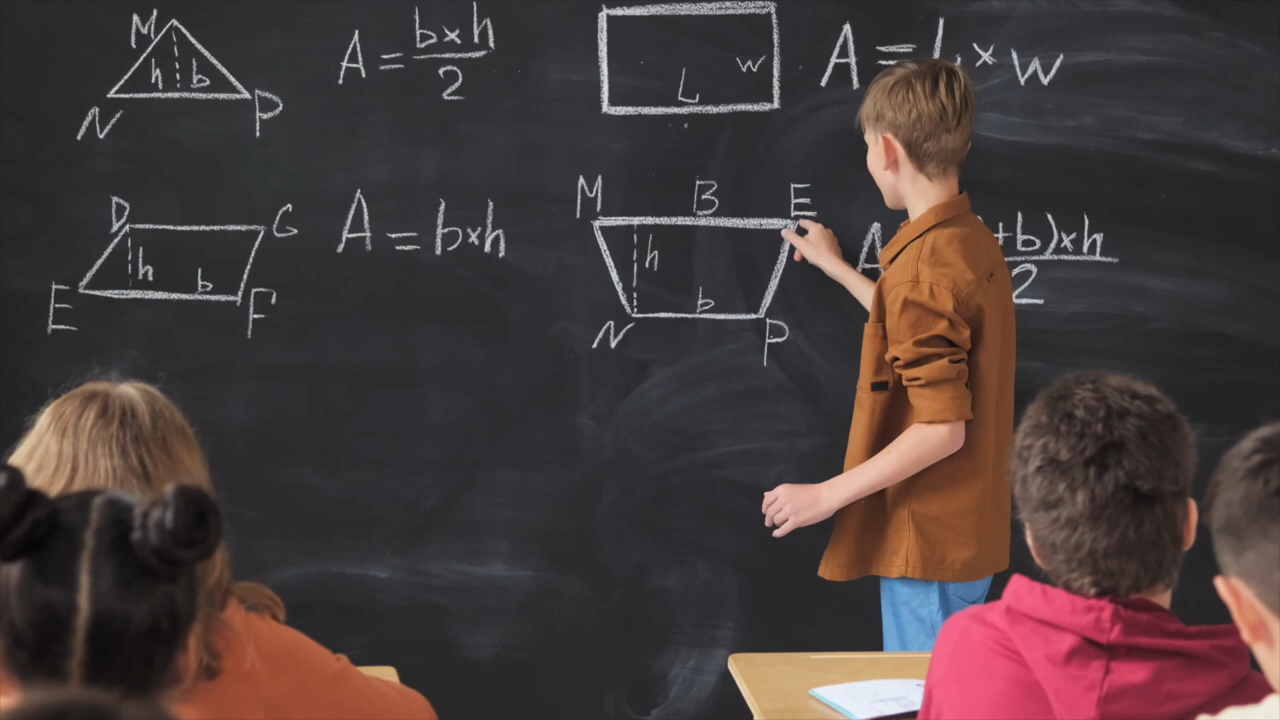 M
h b
N P
A = b×h
2
L w
A = L × w
D G
h b
E F
A = b×h
M B E
h
b
N P
A +b)×h
2